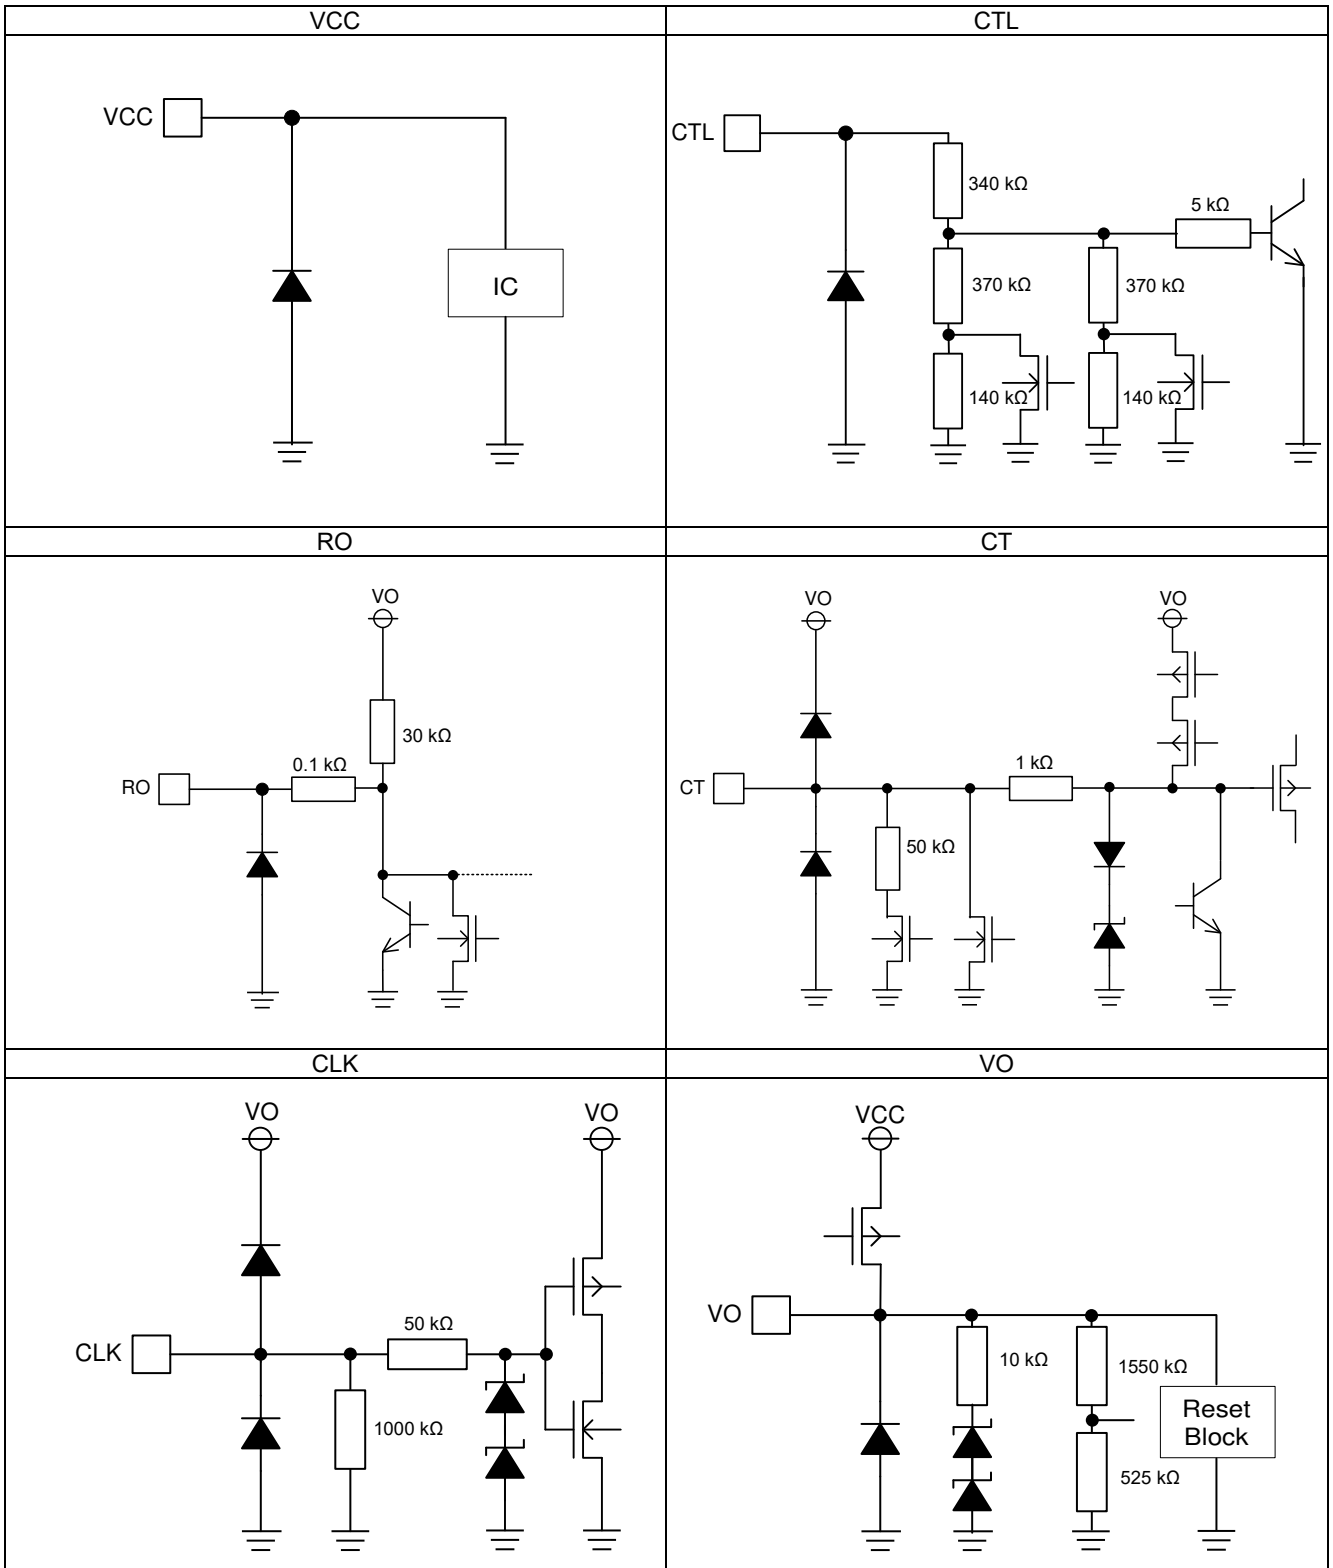 VCC
CTL
VCC
IC
CTL
340 kΩ
5 kΩ
370 kΩ
370 kΩ
140 kΩ
140 kΩ
RO
CT
VO
30 kΩ
0.1 kΩ
RO
VO
VO
1 kΩ
CT
50 kΩ
CLK
VO
VO
VO
50 kΩ
CLK
1000 kΩ
VCC
VO
10 kΩ
1550 kΩ
Reset
Block
525 kΩ